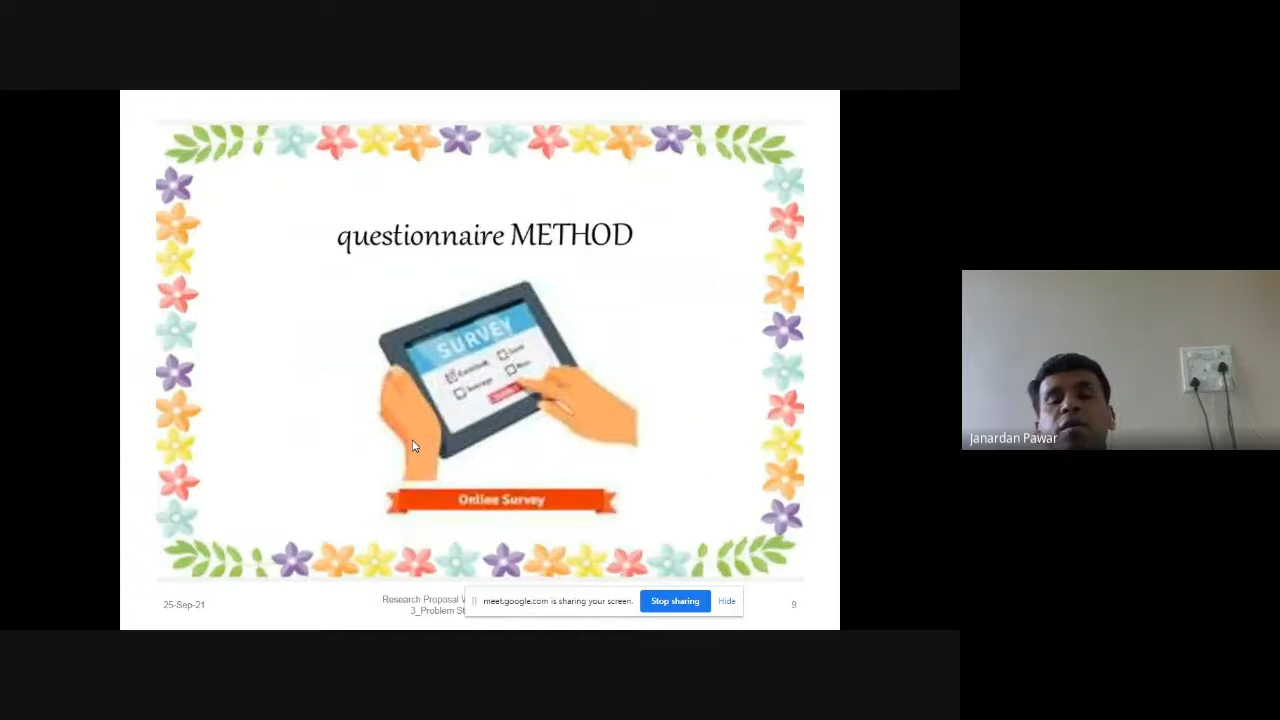 questionnaire METHOD
SURVEY
Online Survey
25-Sep-21
Research Proposal
3_Problem
meet.google.com is sharing your screen.
Stop sharing
Hide
9
Janardan Pawar